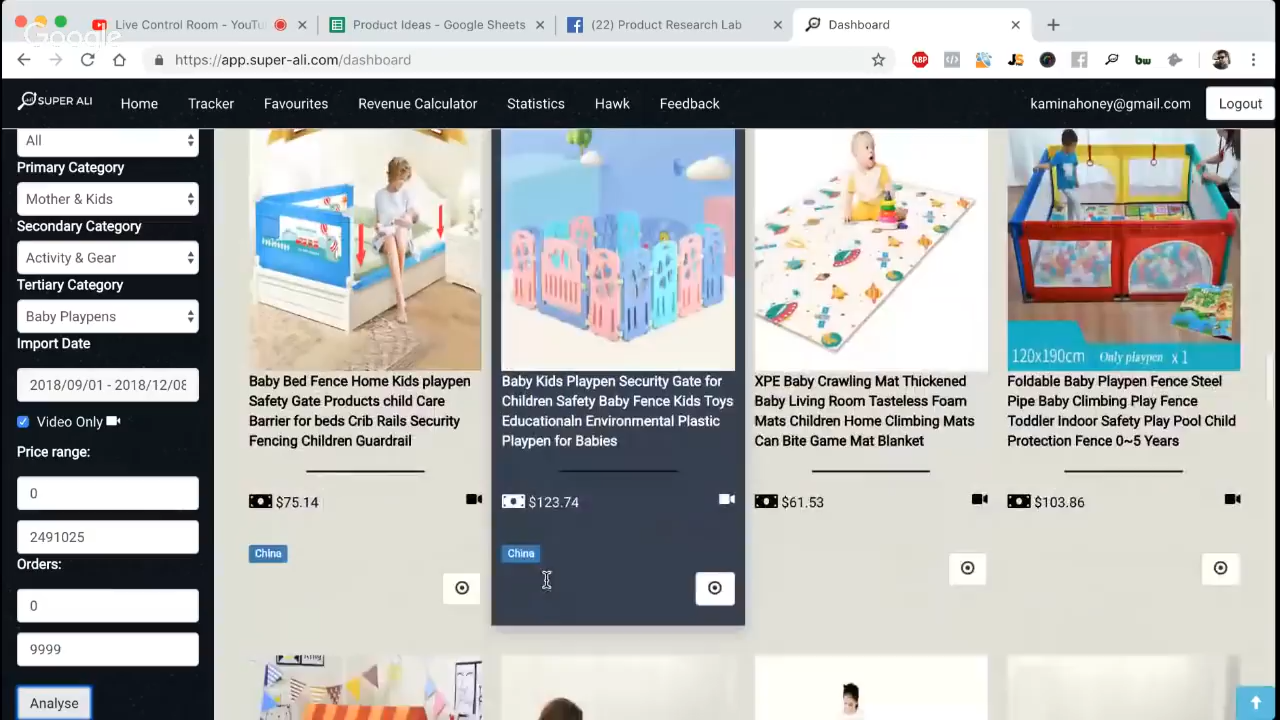 Live Control Room - YouTu
Product Ideas - Google Sheets
(22) Product Research Lab
Dashboard
Google
https://app.super-ali.com/dashboard
ABP
JS
bw
SUPER ALI
Home
Tracker
Favourites
Revenue Calculator
Statistics
Hawk
Feedback
kaminahoney@gmail.com
Logout
All
Primary Category
Mother & Kids
Secondary Category
Activity & Gear
Tertiary Category
Baby Playpens
Import Date
2018/09/01 - 2018/12/08
Video Only
Price range:
0
2491025
Orders:
0
9999
Analyse
Baby Bed Fence Home Kids playpen
Safety Gate Products child Care
Barrier for beds Crib Rails Security
Fencing Children Guardrail
$75.14
China
Baby Kids Playpen Security Gate for
Children Safety Baby Fence Kids Toys
Educationaln Environmental Plastic
Playpen for Babies
$123.74
China
XPE Baby Crawling Mat Thickened
Baby Living Room Tasteless Foam
Mats Children Home Climbing Mats
Can Bite Game Mat Blanket
$61.53
120x190cm Only playpen x 1
Foldable Baby Playpen Fence Steel
Pipe Baby Climbing Play Fence
Toddler Indoor Safety Play Pool Child
Protection Fence 0~5 Years
$103.86